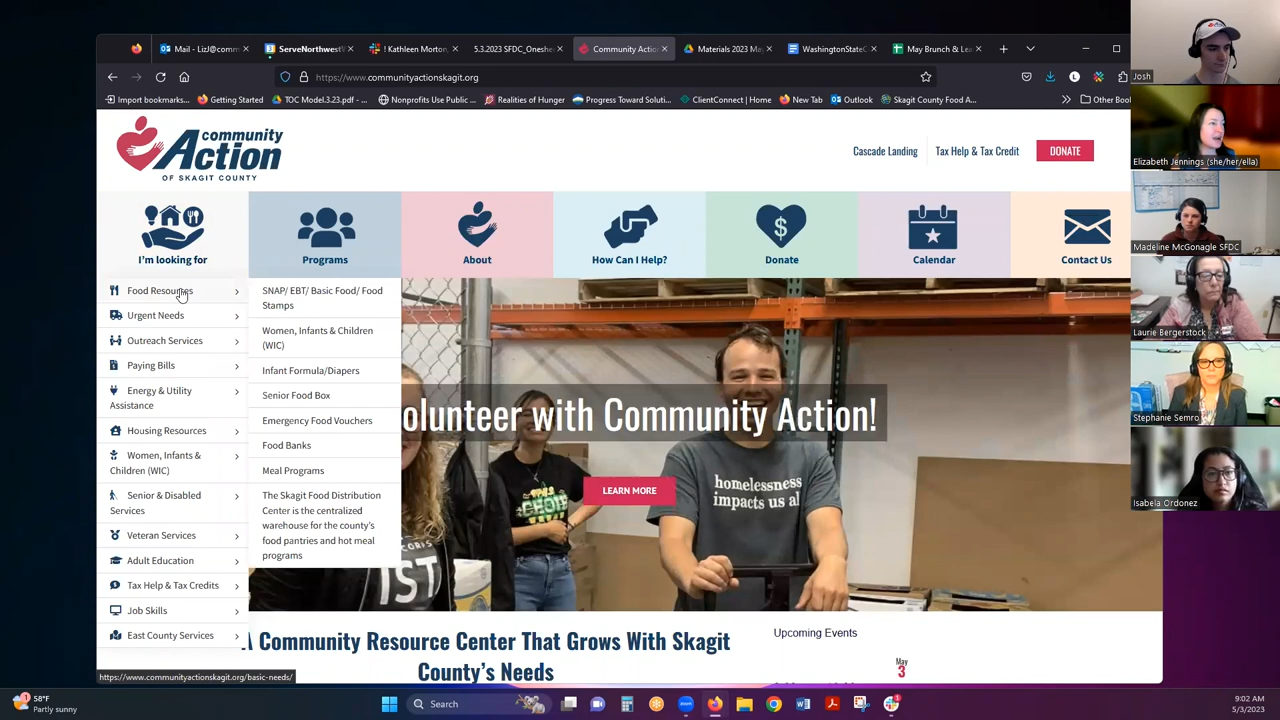 Mail - LizJ@comm
ServeNorthwest
! Kathleen Morton,
5.3.2023 SFDC_Oneshe
Community Actio
Materials 2023 May
WashingtonStateC
May Brunch & Lea
https://www.communityactionskagit.org
Import bookmarks...
Getting Started
TOC Model.3.23.pdf - ...
Nonprofits Use Public ...
Realities of Hunger
Progress Toward Soluti...
ClientConnect | Home
New Tab
Outlook
Skagit County Food A...
Other Boo
community
Action
OF SKAGIT COUNTY
Cascade Landing
Tax Help & Tax Credit
DONATE
I'm looking for
Programs
About
How Can I Help?
Donate
Calendar
Contact Us
Food Resources
Urgent Needs
Outreach Services
Paying Bills
Energy & Utility
Assistance
Housing Resources
Women, Infants &
Children (WIC)
Senior & Disabled
Services
Veteran Services
Adult Education
Tax Help & Tax Credits
Job Skills
East County Services
SNAP/ EBT/ Basic Food/ Food
Stamps
Women, Infants & Children
(WIC)
Infant Formula/Diapers
Senior Food Box
Emergency Food Vouchers
Food Banks
Meal Programs
The Skagit Food Distribution
Center is the centralized
warehouse for the county's
food pantries and hot meal
programs
olunteer with Community Action!
LEARN MORE
homelessness
impacts us al
IST
A Community Resource Center That Grows With Skagit
County's Needs
Upcoming Events
May
3
https://www.communityactionskagit.org/basic-needs/
Josh
Elizabeth Jennings (she/her/ella)
Madeline McGonagle SFDC
Laurie Bergerstock
Stephanie Semro
Isabela Ordonez
1
58°F
Partly sunny
Search
9:02 AM
5/3/2023